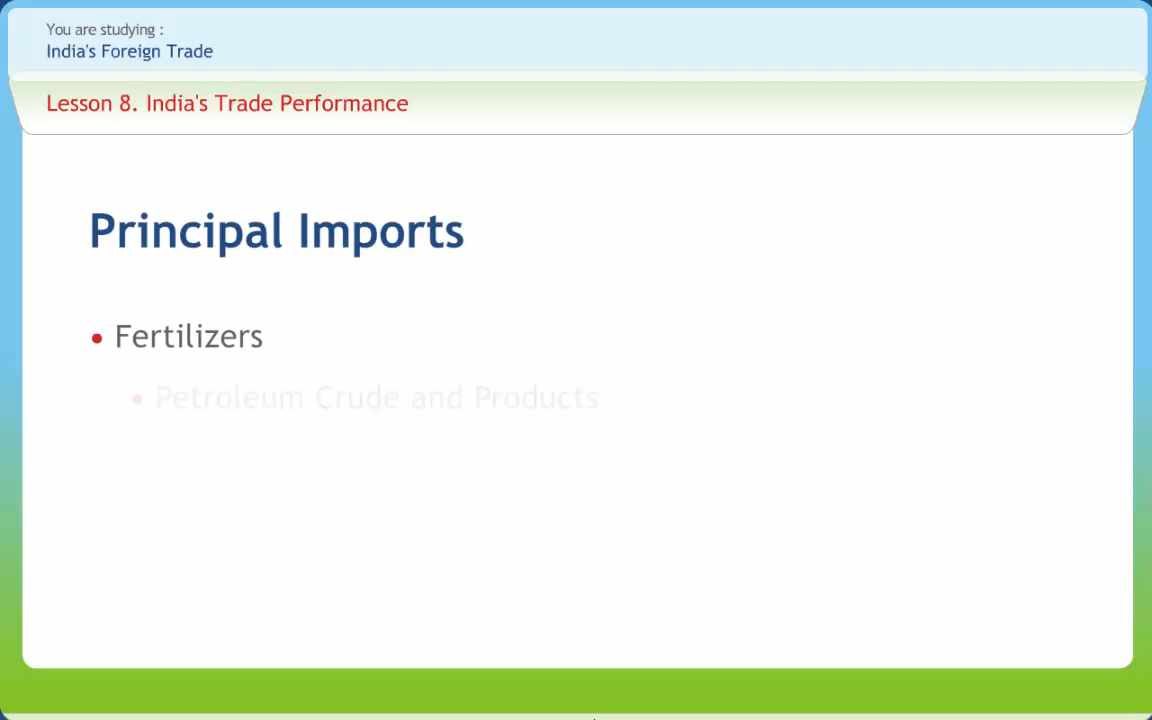 You are studying :
India's Foreign Trade
Lesson 8. India's Trade Performance
Principal Imports
• Fertilizers
• Petroleum Crude and Products